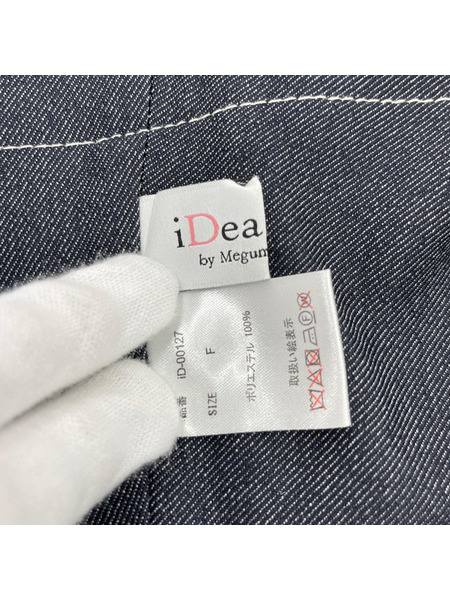 iDea
by Megum
品番 iD-00127
SIZE F
ポリエステル 100%
取扱い絵表示